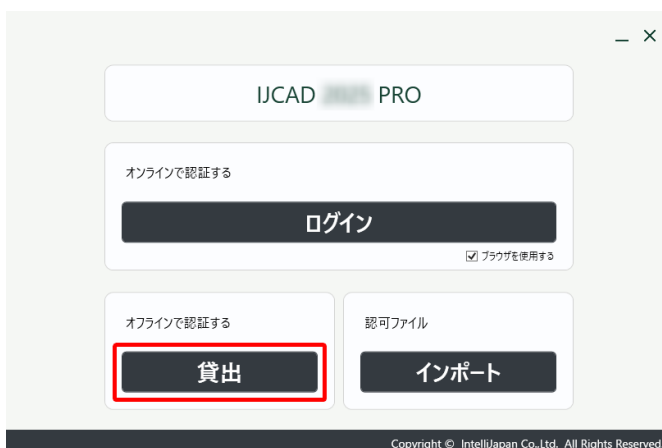 IJCAD PRO
オンラインで認証する
ログイン
ブラウザを使用する
オフラインで認証する
認可ファイル
貸出
インポート
Copyright © IntelliJapan Co.,Ltd. All Rights Reserved